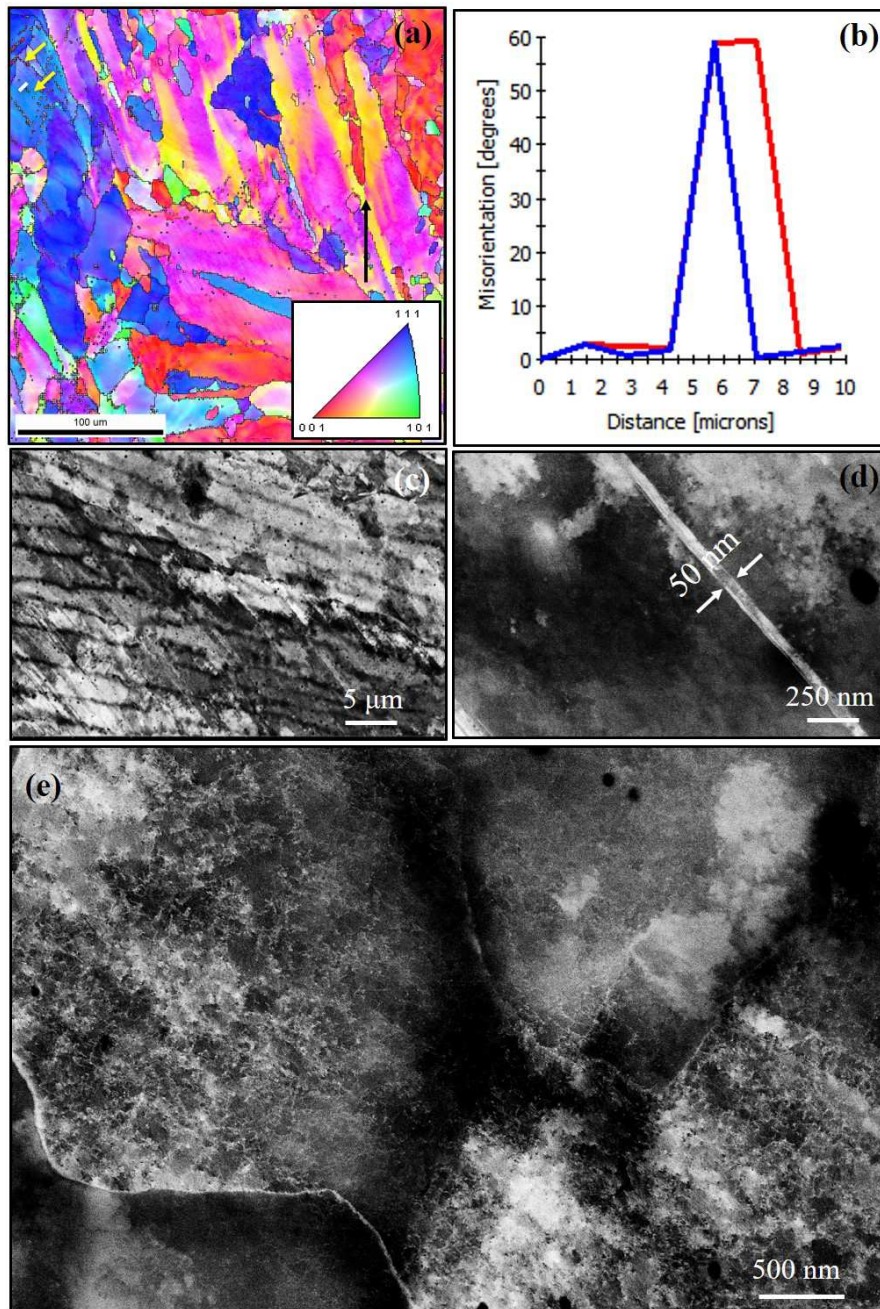 (a)
1 1 1
0 0 1
1 0 1
100 um
(b)
60
50
40
30
20
10
0
Misorientation [degrees]
0 1 2 3 4 5 6 7 8 9 10
Distance [microns]
(c)
5 μm
(d)
50 nm
250 nm
(e)
500 nm